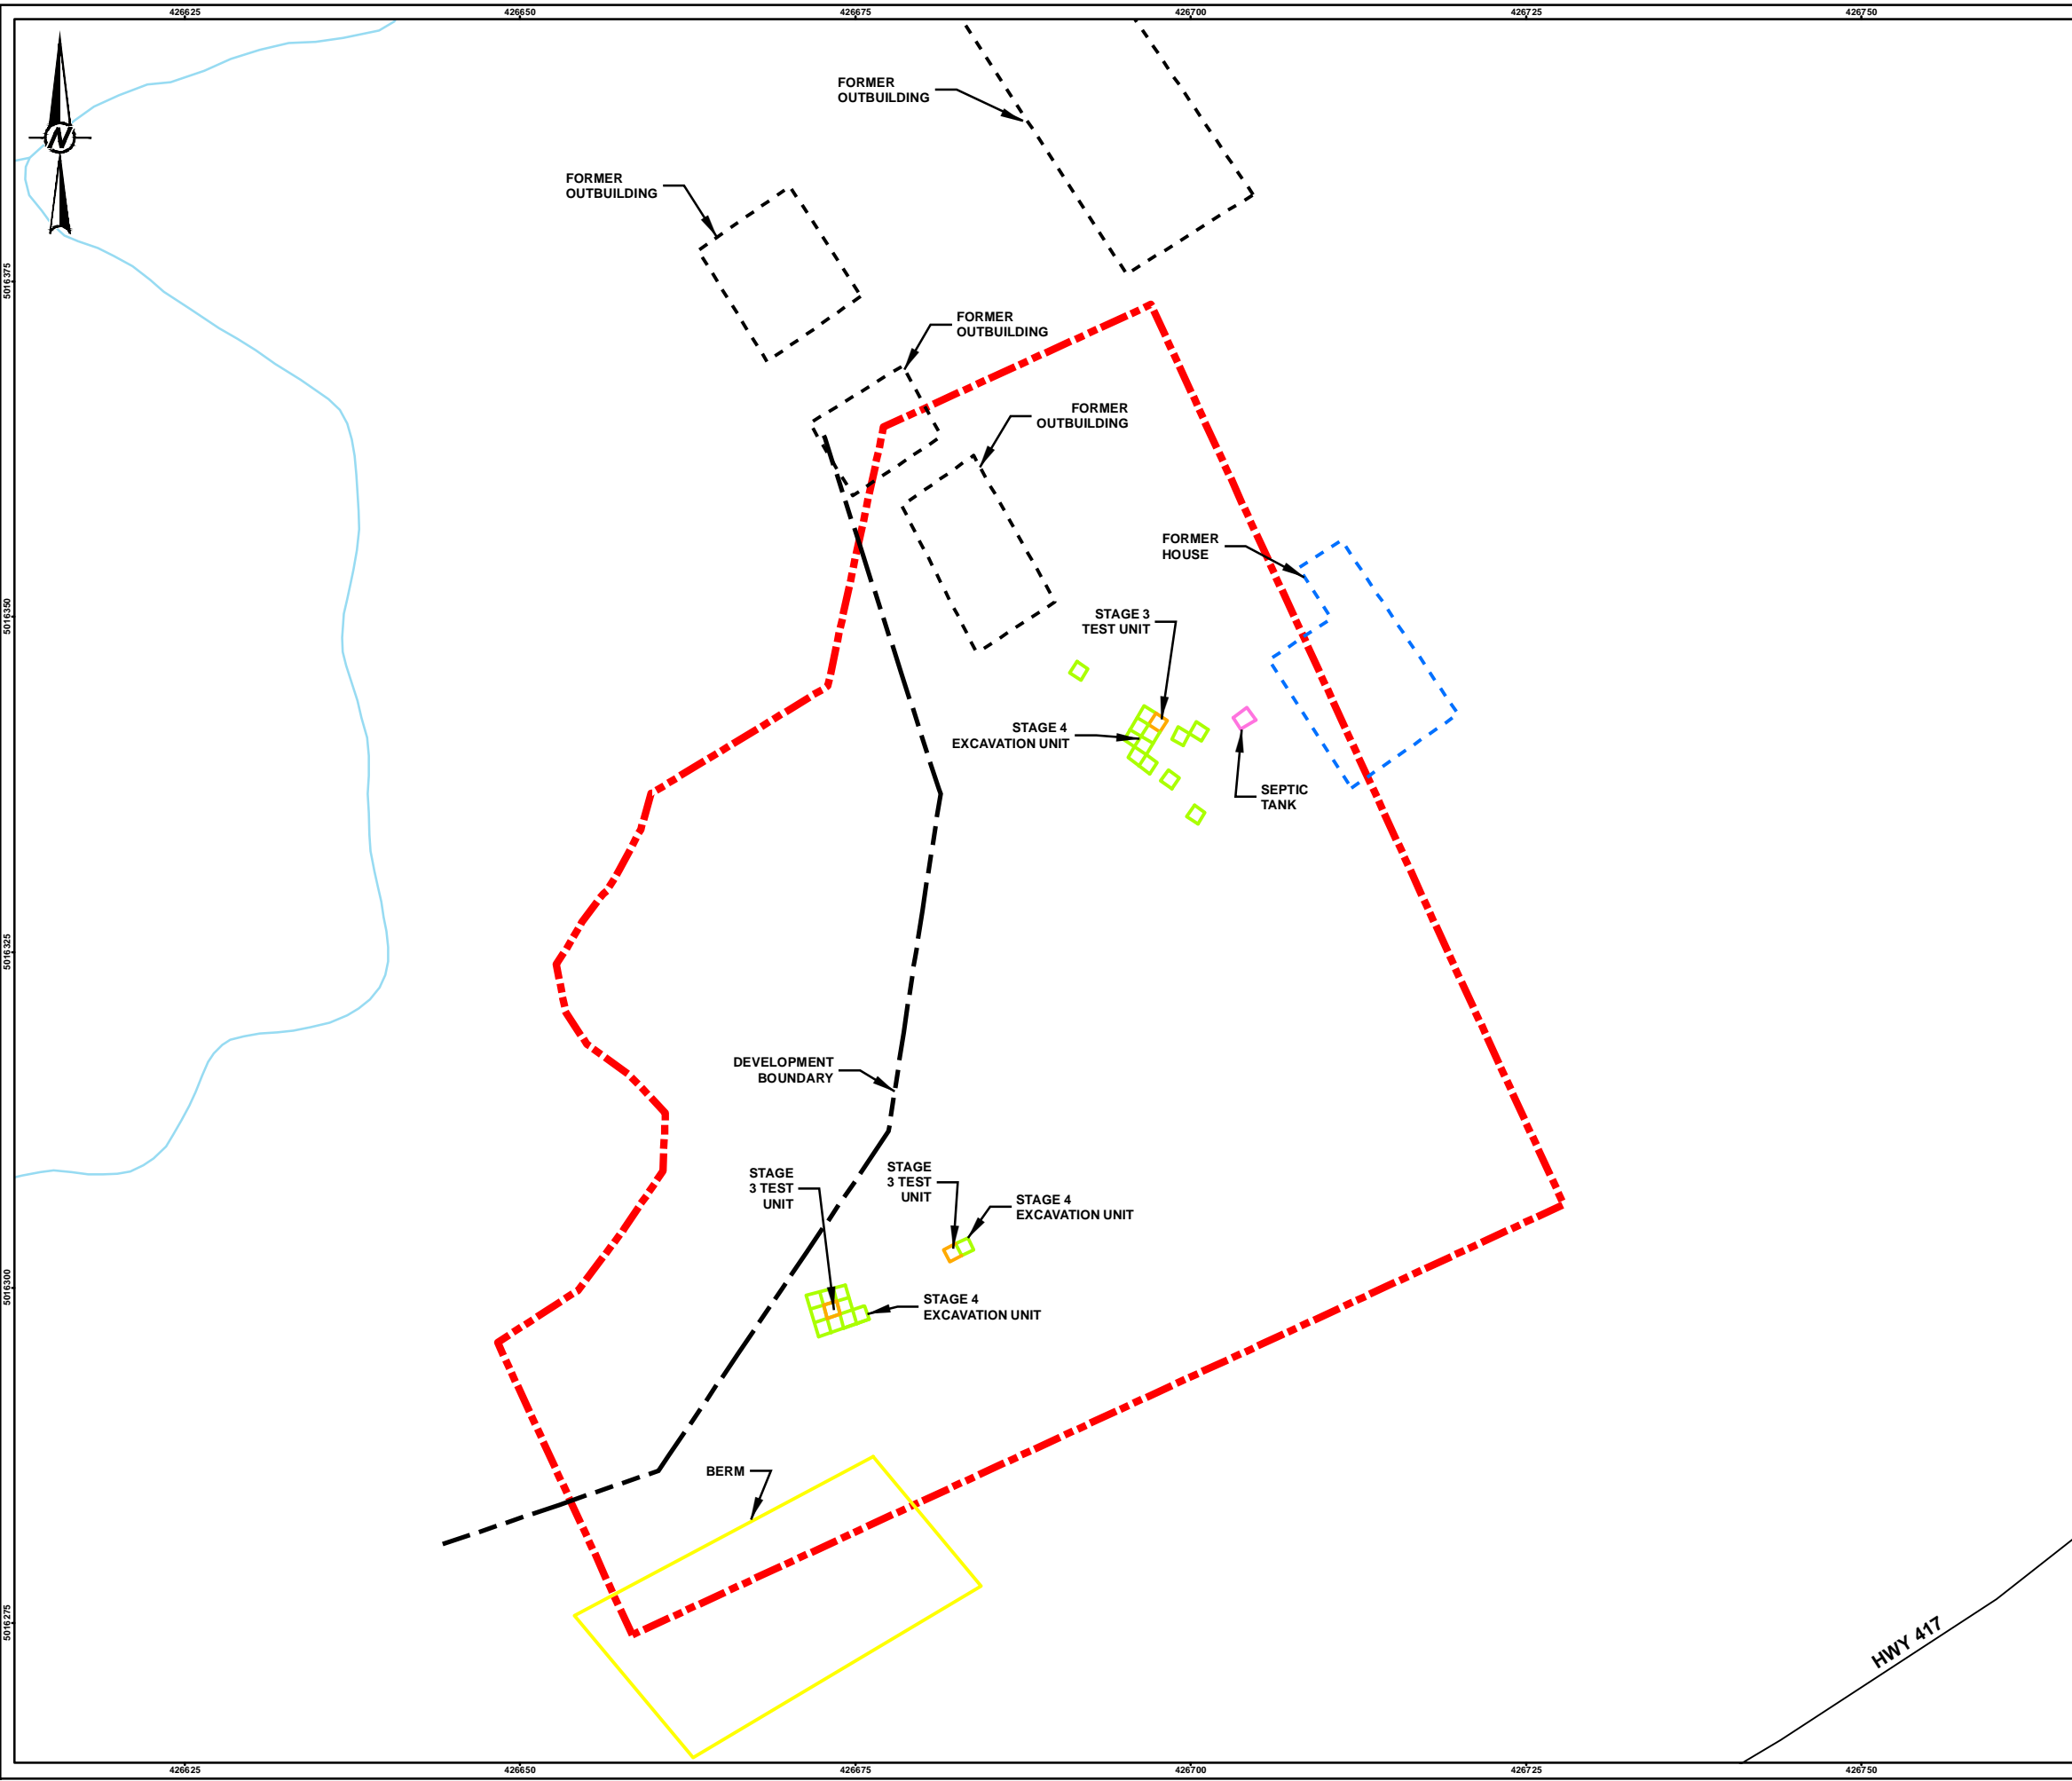 426625
426650
426675
426700
426725
426750
N
FORMER
OUTBUILDING
FORMER
OUTBUILDING
5016375
FORMER
OUTBUILDING
FORMER
OUTBUILDING
FORMER
HOUSE
5016350
STAGE 3
TEST UNIT
STAGE 4
EXCAVATION UNIT
SEPTIC
TANK
5016325
DEVELOPMENT
BOUNDARY
STAGE
3 TEST
UNIT
STAGE
3 TEST
UNIT
STAGE 4
EXCAVATION UNIT
5016300
STAGE 4
EXCAVATION UNIT
BERM
5016275
HWY 417
426625
426650
426675
426700
426725
426750